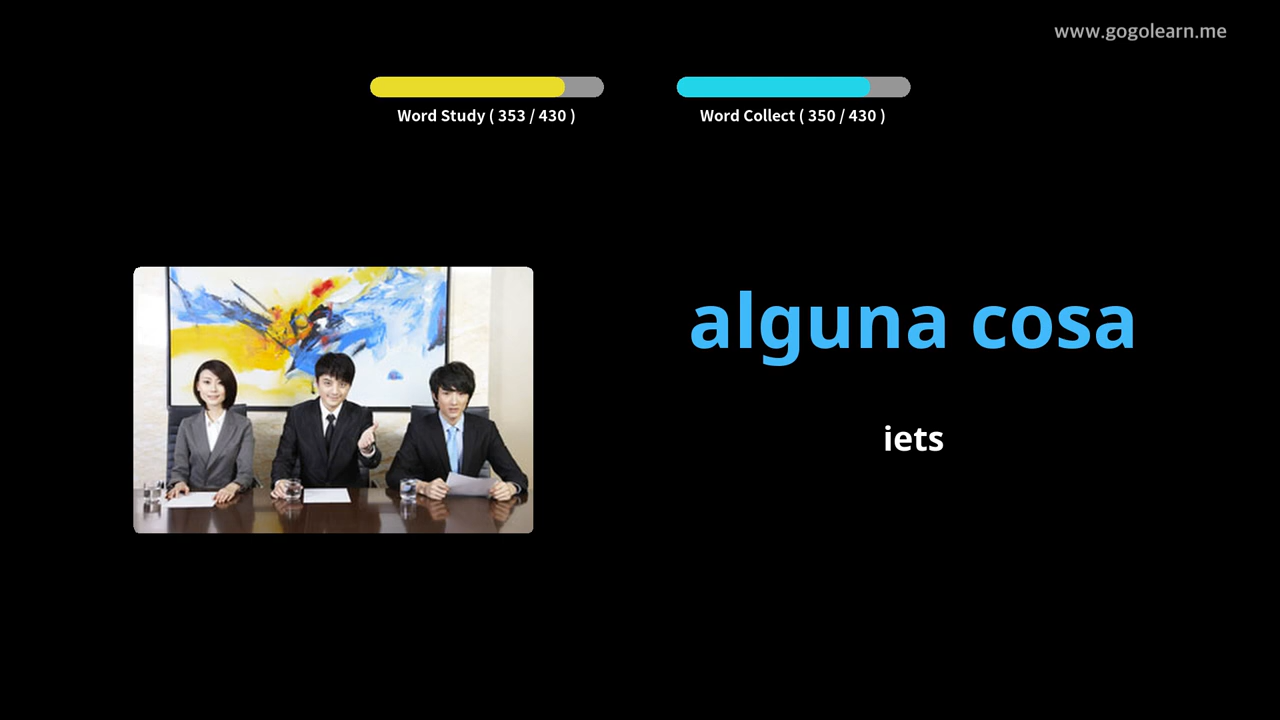 www.gogolearn.me
Word Study ( 353 / 430 )
Word Collect ( 350 / 430 )
alguna cosa
iets